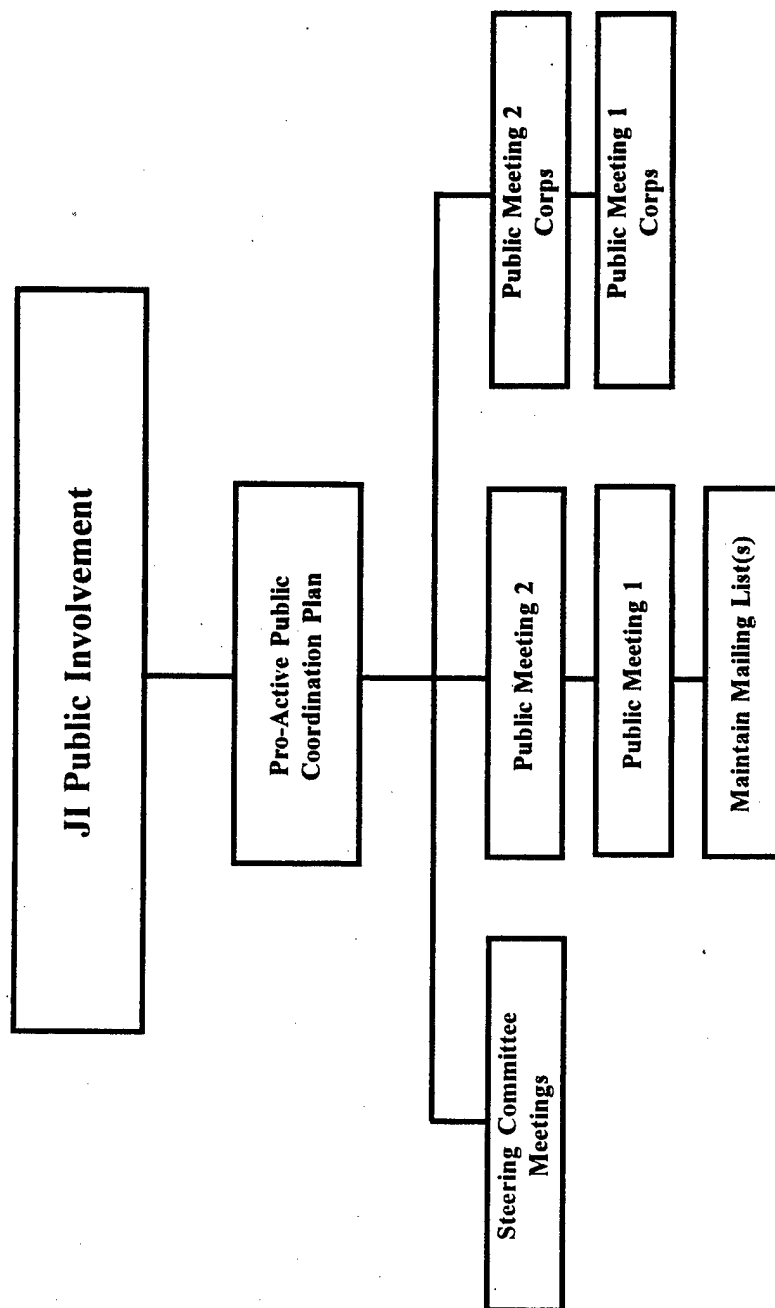 JI Public Involvement
Pro-Active Public
Coordination Plan
Steering Committee
Meetings
Public Meeting 2
Public Meeting 1
Maintain Mailing List(s)
Public Meeting 2
Corps
Public Meeting 1
Corps